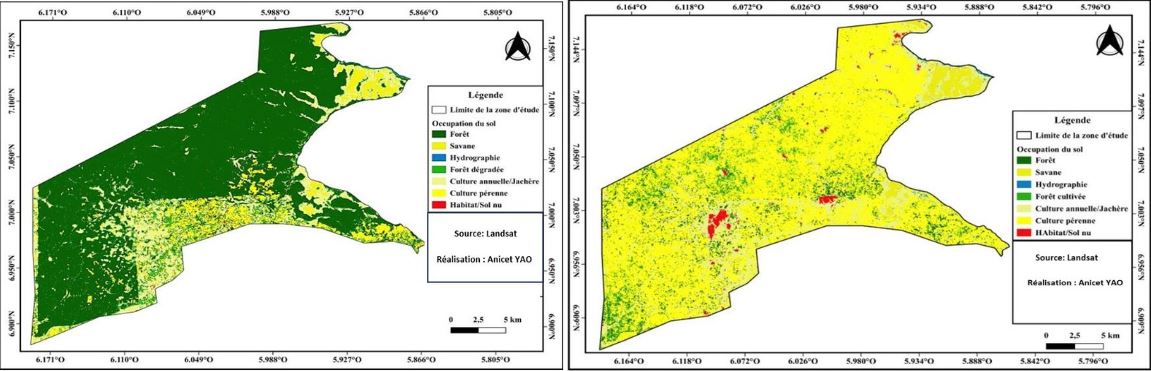 6.171°O 6.110°O 6.049°O 5.988°O 5.927°O 5.866°O 5.805°O
7.150°N
7.100°N
7.050°N
7.000°N
6.950°N
6.900°N
7.150°N
7.100°N
7.050°N
7.000°N
6.950°N
6.900°N
Légende
Limite de la zone d'étude
Occupation du sol
Forêt
Savane
Hydrographie
Forêt dégradée
Culture annuelle/Jachère
Culture pérenne
Habitat/Sol nu
Source: Landsat
Réalisation : Anicet YAO
0 2,5 5 km
6.171°O 6.110°O 6.049°O 5.988°O 5.927°O 5.866°O 5.805°O
6.164°O 6.118°O 6.072°O 6.026°O 5.980°O 5.934°O 5.888°O 5.842°O 5.796°O
7.144°N
7.097°N
7.050°N
7.003°N
6.956°N
6.909°N
7.144°N
7.097°N
7.050°N
7.003°N
6.956°N
6.909°N
Légende
Limite de la zone d'étude
Occupation du sol
Forêt
Savane
Hydrographie
Forêt cultivée
Culture annuelle/Jachère
Culture pérenne
HAbitat/Sol nu
Source: Landsat
Réalisation : Anicet YAO
0 2,5 5 km
6.164°O 6.118°O 6.072°O 6.026°O 5.980°O 5.934°O 5.888°O 5.842°O 5.796°O